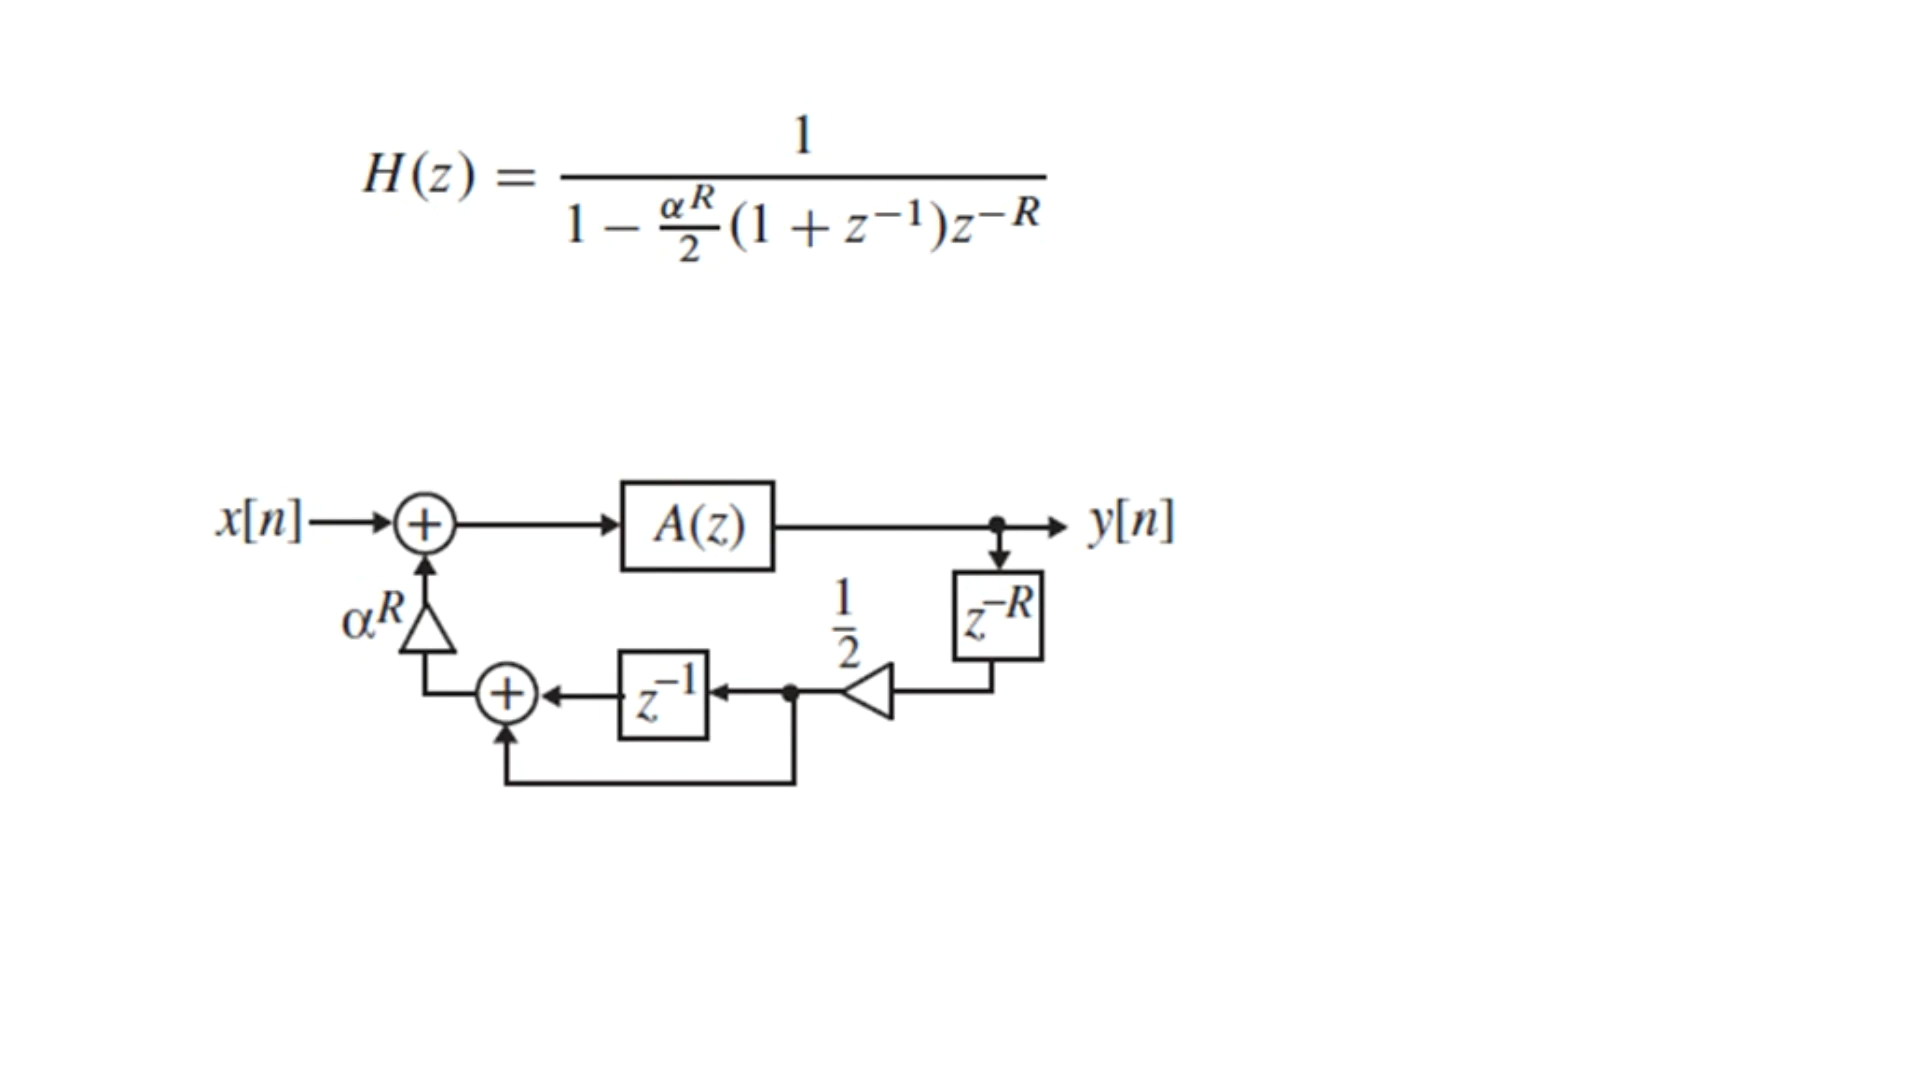 H(z) = 1 / (1 − α^R/2 (1 + z^−1) z^−R)
x[n] + A(z) y[n]
α^R 1/2 z^−R
+ z^−1